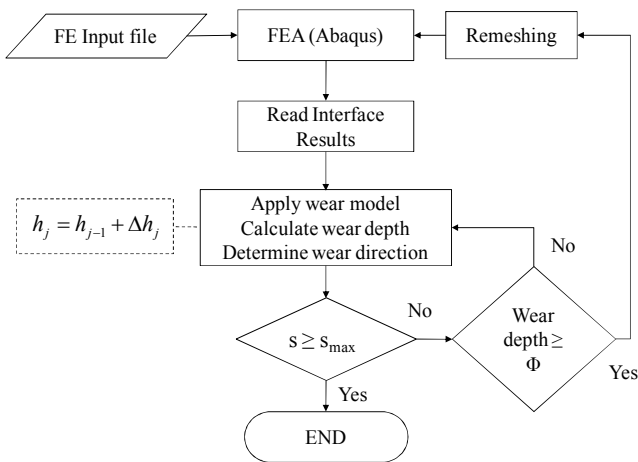 FE Input file
FEA (Abaqus)
Remeshing
Read Interface
Results
Apply wear model
Calculate wear depth
Determine wear direction
h_j = h_{j-1} + Δh_j
No
No
s ≥ s_max
Wear
depth ≥
Φ
Yes
Yes
END